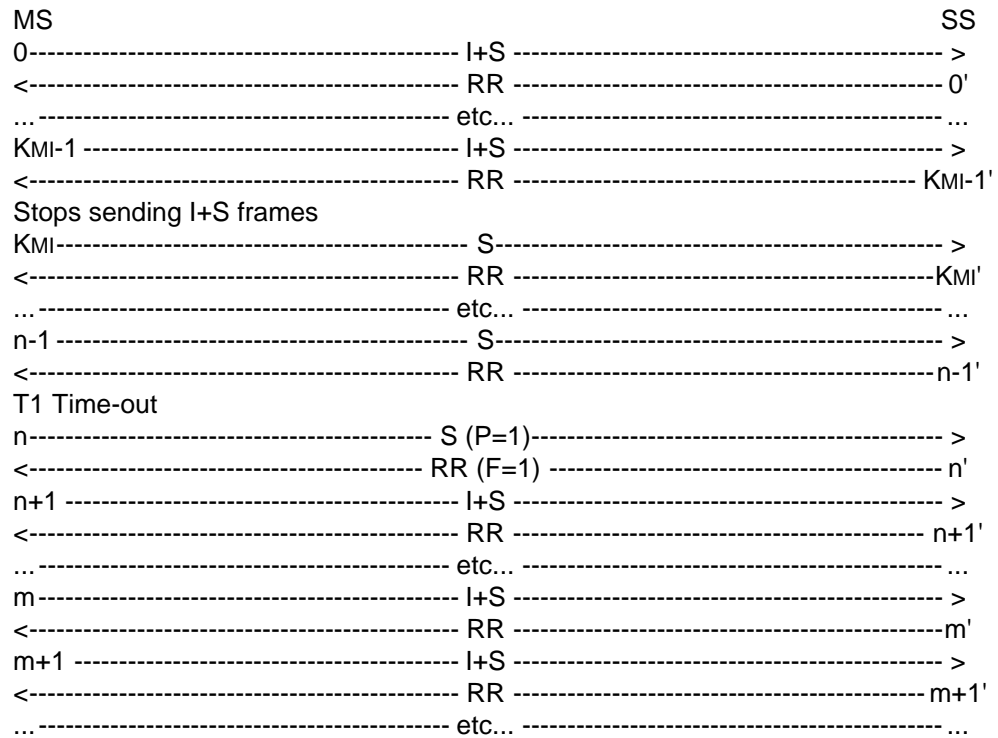 MS SS
0------------------------------------------------ I+S ------------------------------------------------ >
<------------------------------------------------ RR ------------------------------------------------ 0'
...---------------------------------------------- etc... ----------------------------------------------- ...
KMI-1 ------------------------------------------ I+S ------------------------------------------------ >
<------------------------------------------------ RR --------------------------------------------- KMI-1'
Stops sending I+S frames
KMI---------------------------------------------- S-------------------------------------------------- >
<------------------------------------------------ RR -----------------------------------------------KMI'
...---------------------------------------------- etc... ----------------------------------------------- ...
n-1 ---------------------------------------------- S-------------------------------------------------- >
<------------------------------------------------ RR -----------------------------------------------n-1'
T1 Time-out
n--------------------------------------------- S (P=1)---------------------------------------------- >
<-------------------------------------------- RR (F=1) -------------------------------------------- n'
n+1 -------------------------------------------- I+S ------------------------------------------------ >
<------------------------------------------------ RR ---------------------------------------------- n+1'
...---------------------------------------------- etc... ----------------------------------------------- ...
m----------------------------------------------- I+S ------------------------------------------------ >
<------------------------------------------------ RR ------------------------------------------------m'
m+1 ------------------------------------------- I+S ------------------------------------------------ >
<------------------------------------------------ RR ---------------------------------------------- m+1'
...---------------------------------------------- etc... ----------------------------------------------- ...